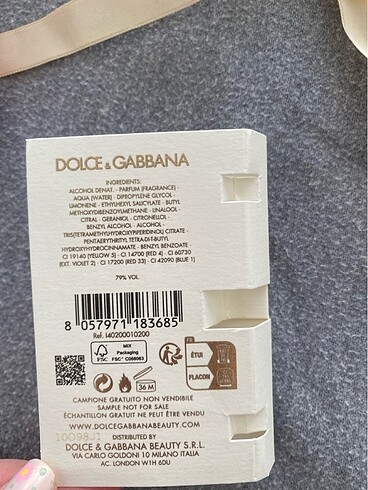 DOLCE & GABBANA
INGREDIENTS:
ALCOHOL DENAT. · PARFUM (FRAGRANCE) ·
AQUA (WATER) · DIPROPYLENE GLYCOL ·
LIMONENE · ETHYLHEXYL SALICYLATE · BUTYL
METHOXYDIBENZOYLMETHANE · LINALOOL ·
CITRAL · GERANIOL · CITRONELLOL ·
BENZYL ALCOHOL · ALCOHOL ·
TRIS(TETRAMETHYLHYDROXYPIPERIDINOL) CITRATE ·
PENTAERYTHRITYL TETRA-DI-T-BUTYL
HYDROXYHYDROCINNAMATE · BENZYL BENZOATE ·
CI 19140 (YELLOW 5) · CI 14700 (RED 4) · CI 60730
(EXT. VIOLET 2) · CI 17200 (RED 33) · CI 42090 (BLUE 1)
79% VOL.
8 057971 183685
Ref. I40200010200
FSC
MIX
Packaging
FSC® C066063
FR
ÉTUI
FLACON
36 M
CAMPIONE GRATUITO NON VENDIBILE
SAMPLE NOT FOR SALE
ÉCHANTILLON GRATUIT NE PEUT ÊTRE VENDU
WWW.DOLCEGABBANABEAUTY.COM
10098J1
DISTRIBUTED BY
DOLCE & GABBANA BEAUTY S.R.L.
VIA CARLO GOLDONI 10 MILANO ITALIA
AC. LONDON W1H 6DU